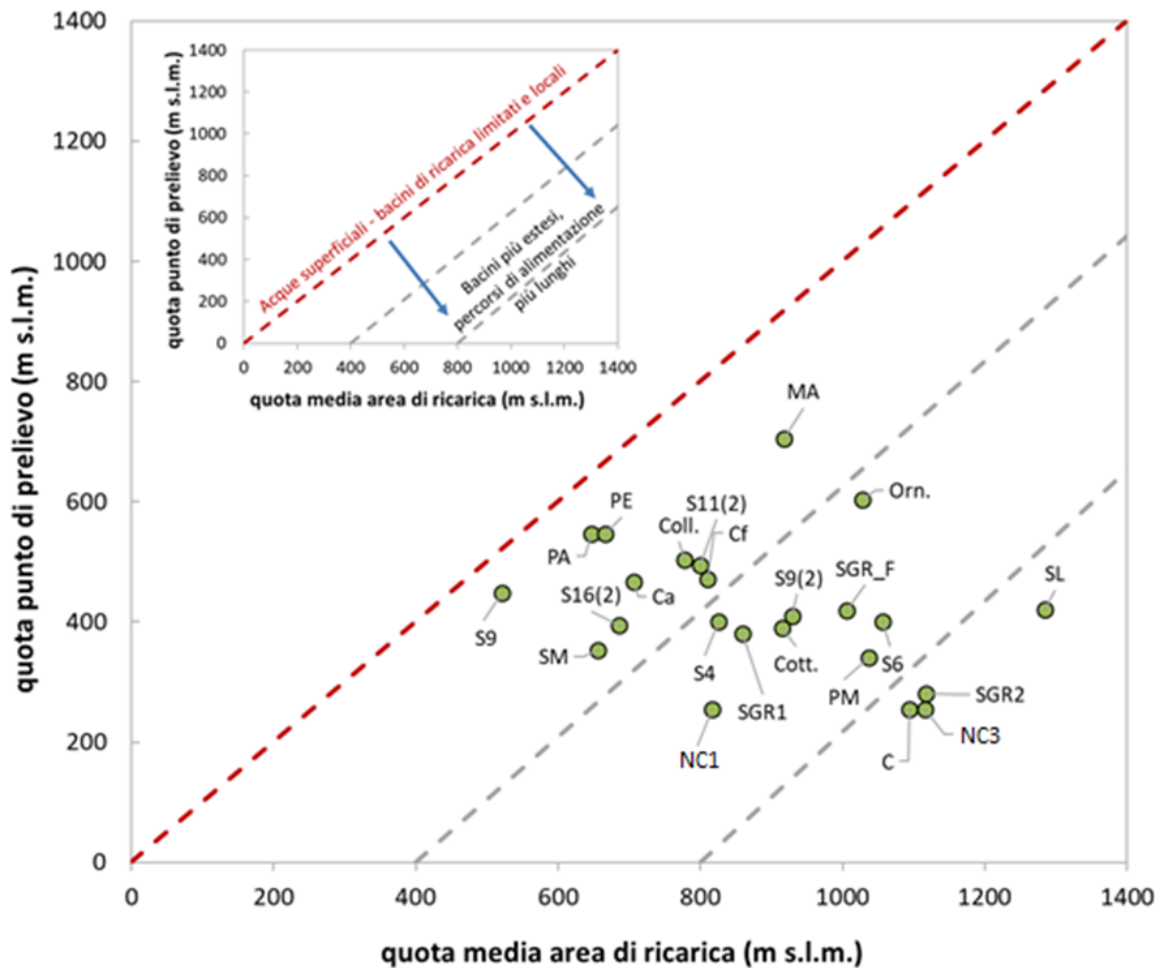 1400
1200
1000
800
600
400
200
0
quota punto di prelievo (m s.l.m.)
1400
1200
1000
800
600
400
200
0
quota punto di prelievo (m s.l.m.)
Acque superficiali - bacini di ricarica limitati e locali
Bacini più estesi,
percorsi di alimentazione
più lunghi
0 200 400 600 800 1000 1200 1400
quota media area di ricarica (m s.l.m.)
MA
Orn.
PE
S11(2)
Coll.
Cf
PA
S9(2)
SGR_F
SL
S16(2)
Ca
S9
SM
S4
Cott.
S6
PM
SGR2
SGR1
NC3
NC1
C
0 200 400 600 800 1000 1200 1400
quota media area di ricarica (m s.l.m.)